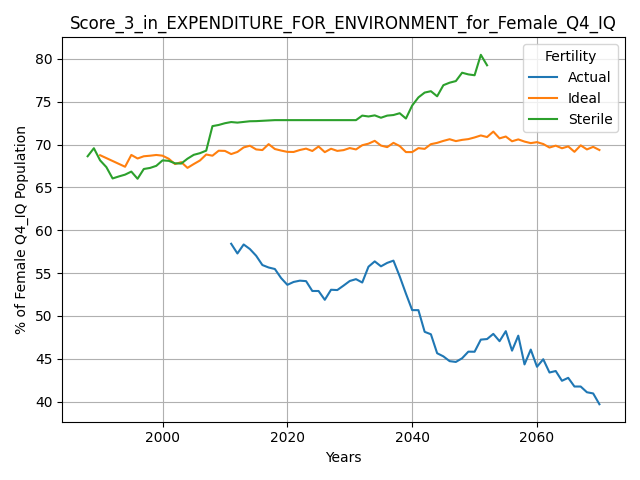 Score_3_in_EXPENDITURE_FOR_ENVIRONMENT_for_Female_Q4_IQ
Fertility
Actual
Ideal
Sterile
% of Female Q4_IQ Population
80
75
70
65
60
55
50
45
40
2000
2020
2040
2060
Years